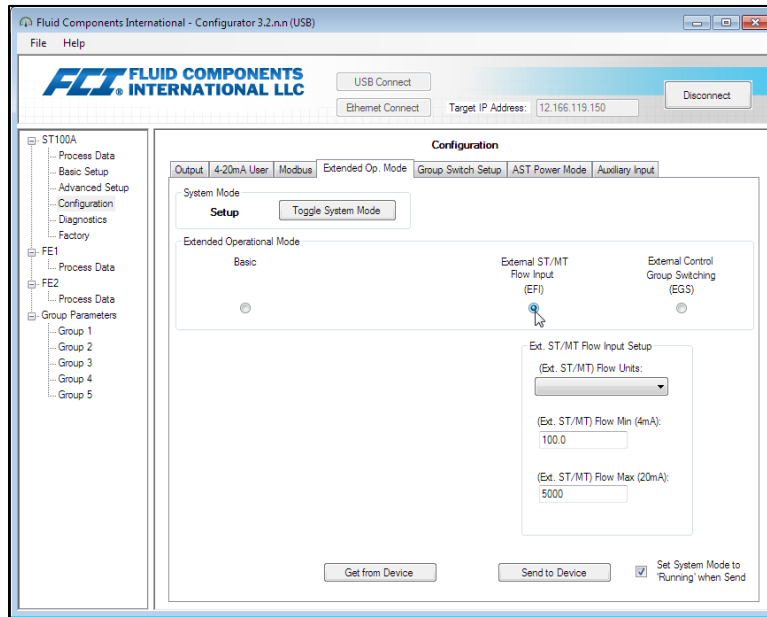 Fluid Components International - Configurator 3.2.n.n (USB)
File Help
FCI® FLUID COMPONENTS
INTERNATIONAL LLC
USB Connect
Ethernet Connect
Target IP Address: 12.166.119.150
Disconnect
ST100A
Process Data
Basic Setup
Advanced Setup
Configuration
Diagnostics
Factory
FE1
Process Data
FE2
Process Data
Group Parameters
Group 1
Group 2
Group 3
Group 4
Group 5
Configuration
Output 4-20mA User Modbus Extended Op. Mode Group Switch Setup AST Power Mode Auxiliary Input
System Mode
Setup Toggle System Mode
Extended Operational Mode
Basic
External ST/MT
Flow Input
(EFI)
External Control
Group Switching
(EGS)
Ext. ST/MT Flow Input Setup
(Ext. ST/MT) Flow Units:
(Ext. ST/MT) Flow Min (4mA):
100.0
(Ext. ST/MT) Flow Max (20mA):
5000
Get from Device
Send to Device
Set System Mode to
'Running' when Send